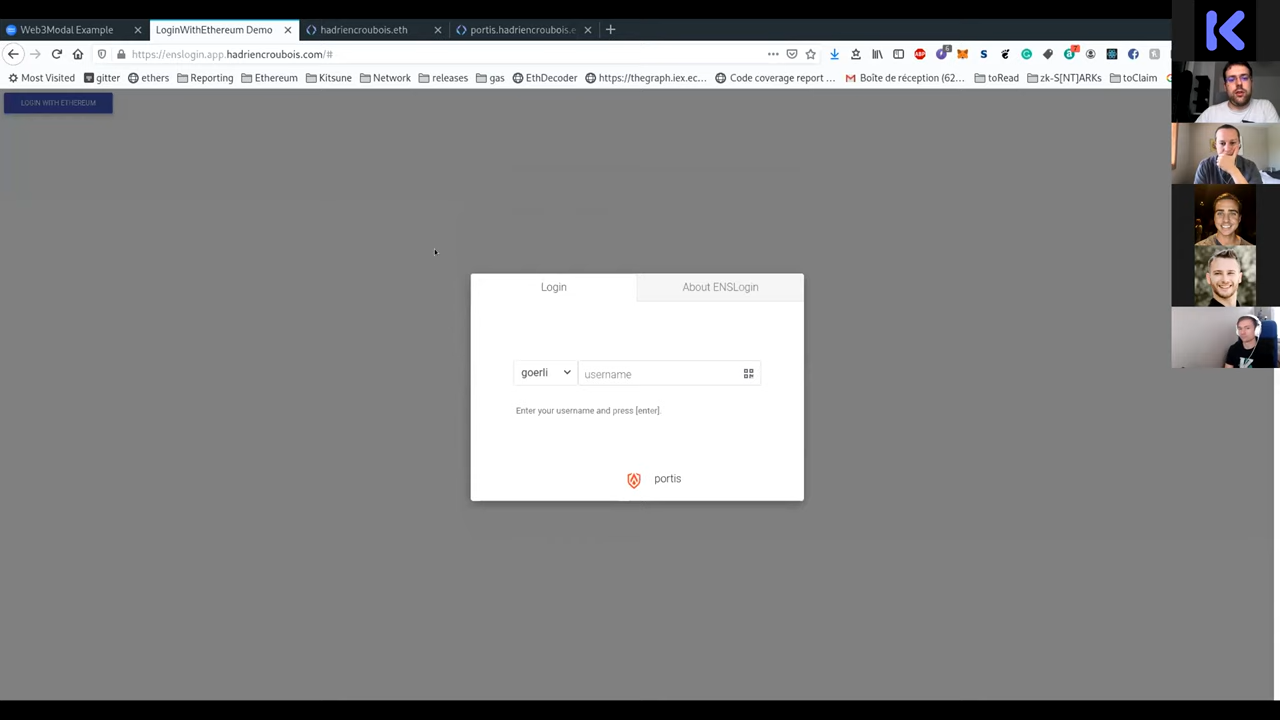 Web3Modal Example
LoginWithEthereum Demo
hadriencroubois.eth
portis.hadriencroubois.e
https://enslogin.app.hadriencroubois.com/#
Most Visited
gitter
ethers
Reporting
Ethereum
Kitsune
Network
releases
gas
EthDecoder
https://thegraph.iex.ec...
Code coverage report ...
Boîte de réception (62...
toRead
zk-S[NT]ARKs
toClaim
LOGIN WITH ETHEREUM
Login
About ENSLogin
goerli
username
Enter your username and press [enter].
portis